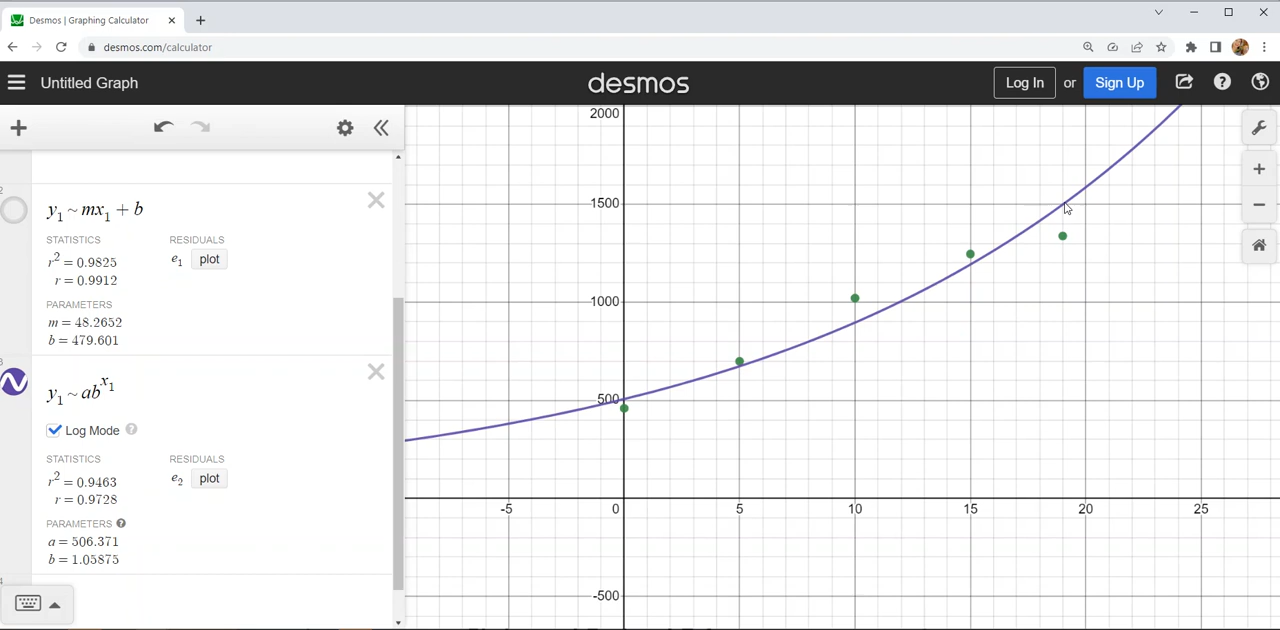 Desmos | Graphing Calculator
desmos.com/calculator
Untitled Graph
desmos
Log In or Sign Up
2
y₁ ~ mx₁ + b
STATISTICS RESIDUALS
r² = 0.9825 e₁ plot
r = 0.9912
PARAMETERS
m = 48.2652
b = 479.601
3
y₁ ~ ab^x₁
Log Mode ?
STATISTICS RESIDUALS
r² = 0.9463 e₂ plot
r = 0.9728
PARAMETERS ?
a = 506.371
b = 1.05875
4
2000
1500
1000
500
-5 0 5 10 15 20 25
-500